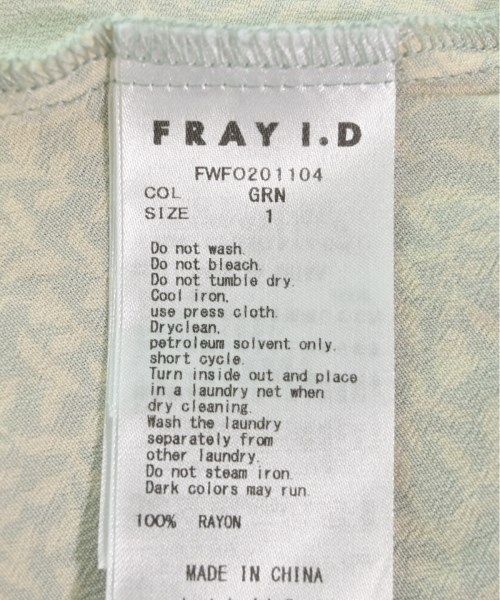 FRAY I.D
FWFO201104
COL GRN
SIZE 1
Do not wash.
Do not bleach.
Do not tumble dry.
Cool iron,
use press cloth.
Dryclean,
petroleum solvent only.
short cycle.
Turn inside out and place
in a laundry net when
dry cleaning.
Wash the laundry
separately from
other laundry.
Do not steam iron.
Dark colors may run.
100% RAYON
MADE IN CHINA